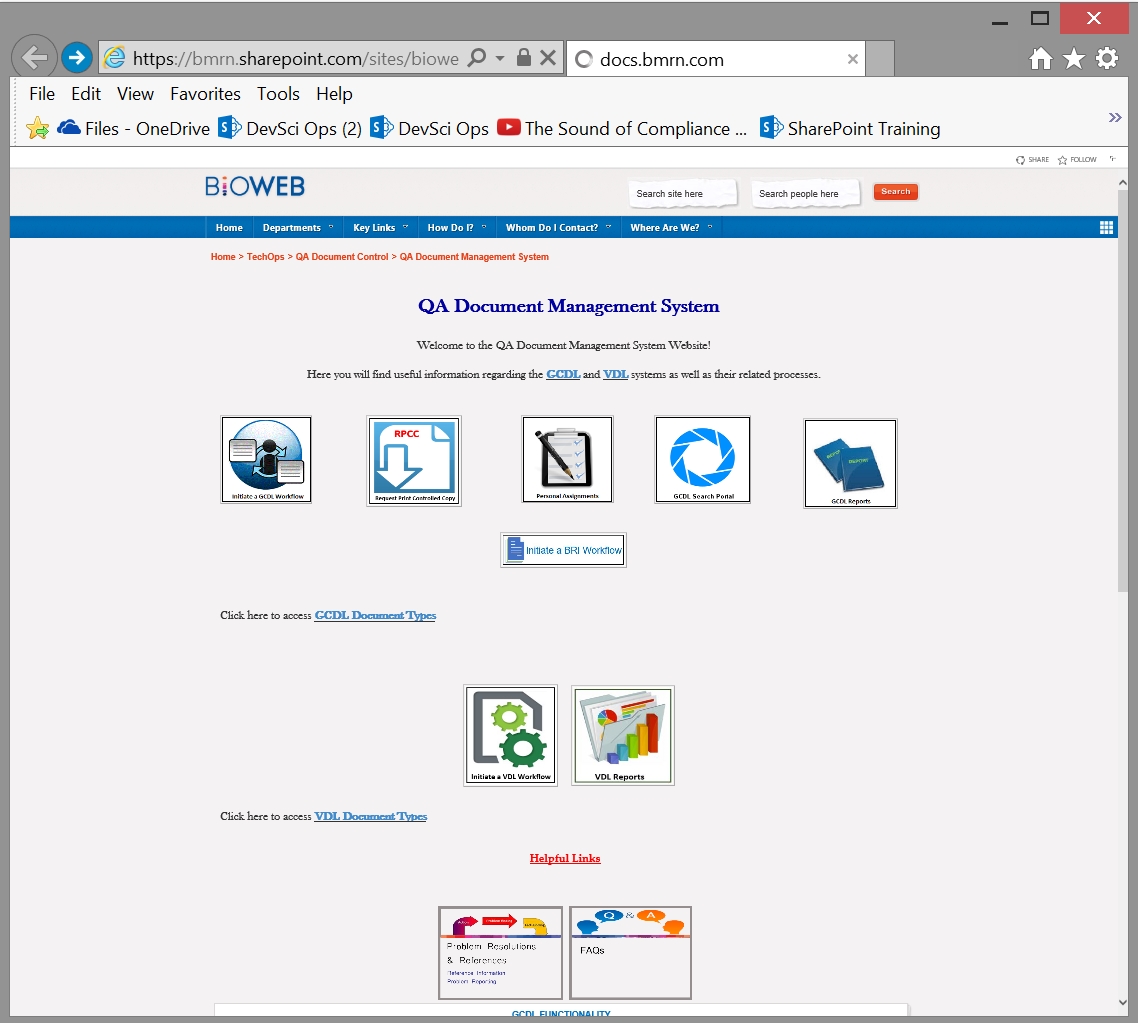 https://bmrn.sharepoint.com/sites/biowe
docs.bmrn.com
File Edit View Favorites Tools Help
Files - OneDrive DevSci Ops (2) DevSci Ops The Sound of Compliance ... SharePoint Training
SHARE FOLLOW
BiOWEB
Search site here Search people here Search
Home Departments Key Links How Do I? Whom Do I Contact? Where Are We?
Home > TechOps > QA Document Control > QA Document Management System
QA Document Management System
Welcome to the QA Document Management System Website!
Here you will find useful information regarding the GCDL and VDL systems as well as their related processes.
RPCC
REPORT
Initiate a GCDL Workflow Request Print Controlled Copy Personal Assignments GCDL Search Portal GCDL Reports
Initiate a BRI Workflow
Click here to access GCDL Document Types
Initiate a VDL Workflow VDL Reports
Click here to access VDL Document Types
Helpful Links
Q & A
Problem Resolutions
& References
Reference Information
Problem Reporting
FAQs
GCDL FUNCTIONALITY